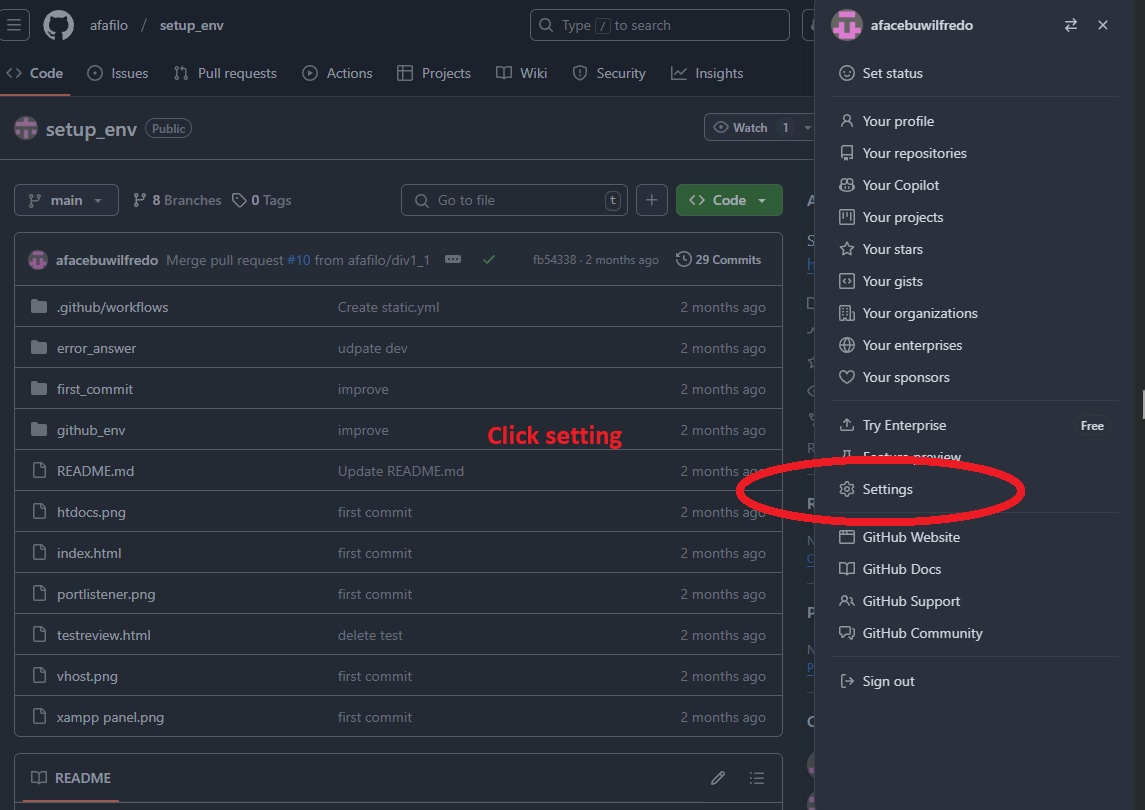 afafilo / setup_env
Type / to search
Code
Issues
Pull requests
Actions
Projects
Wiki
Security
Insights
setup_env Public
Watch 1
main
8 Branches
0 Tags
Go to file t
Code
afacebuwilfredo Merge pull request #10 from afafilo/div1_1 fb54338 · 2 months ago 29 Commits
.github/workflows Create static.yml 2 months ago
error_answer udpate dev 2 months ago
first_commit improve 2 months ago
github_env improve 2 months ago
README.md Update README.md 2 months ago
htdocs.png first commit 2 months ago
index.html first commit 2 months ago
portlistener.png first commit 2 months ago
testreview.html delete test 2 months ago
vhost.png first commit 2 months ago
xampp panel.png first commit 2 months ago
README
Click setting
afacebuwilfredo
Set status
Your profile
Your repositories
Your Copilot
Your projects
Your stars
Your gists
Your organizations
Your enterprises
Your sponsors
Try Enterprise Free
Feature preview
Settings
GitHub Website
GitHub Docs
GitHub Support
GitHub Community
Sign out